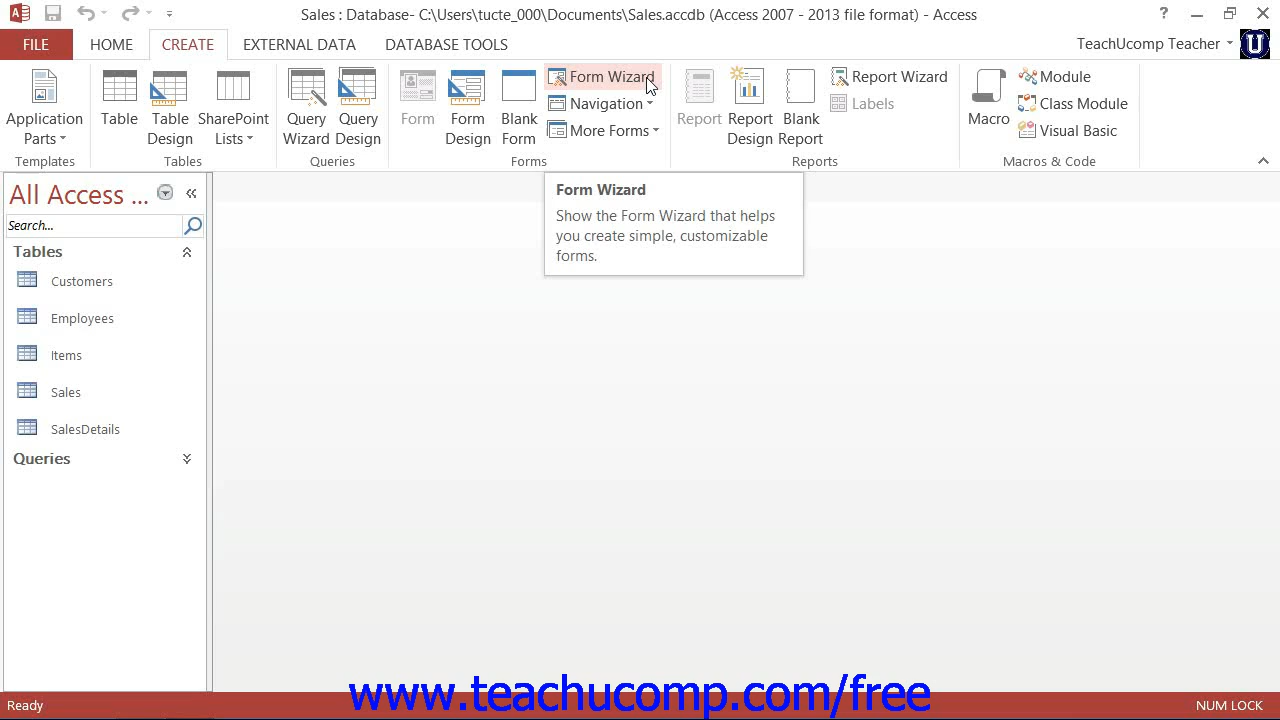 Sales : Database- C:\Users\tucte_000\Documents\Sales.accdb (Access 2007 - 2013 file format) - Access
?
FILE HOME CREATE EXTERNAL DATA DATABASE TOOLS TeachUcomp Teacher U
Application Parts
Templates
Table
Table Design
SharePoint Lists
Tables
Query Wizard
Query Design
Queries
Form
Form Design
Blank Form
Form Wizard
Navigation
More Forms
Forms
Report
Report Design
Blank Report
Report Wizard
Labels
Reports
Macro
Module
Class Module
Visual Basic
Macros & Code
Form Wizard
Show the Form Wizard that helps
you create simple, customizable
forms.
All Access ...
Search...
Tables
Customers
Employees
Items
Sales
SalesDetails
Queries
www.teachucomp.com/free
Ready
NUM LOCK